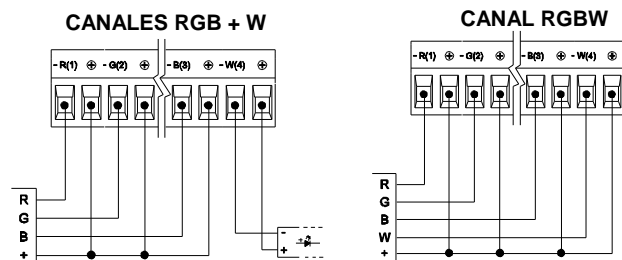 CANALES RGB + W
- R(1) ⊕ - G(2) ⊕ - B(3) ⊕ - W(4) ⊕
R
G
B
+
-
+
CANAL RGBW
- R(1) ⊕ - G(2) ⊕ - B(3) ⊕ - W(4) ⊕
R
G
B
W
+